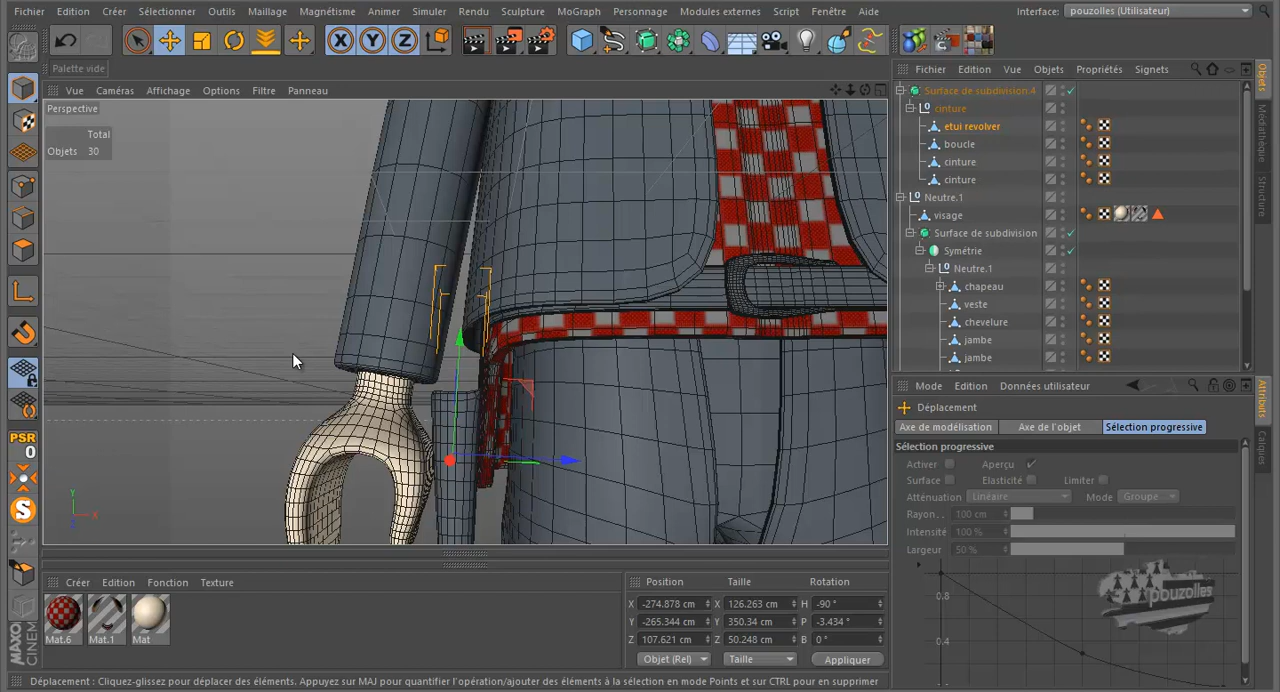 Fichier Edition Créer Sélectionner Outils Maillage Magnétisme Animer Simuler Rendu Sculpture MoGraph Personnage Modules externes Script Fenêtre Aide Interface: pouzolles (Utilisateur)
X Y Z
Palette vide
Vue Caméras Affichage Options Filtre Panneau
Perspective
Total
Objets 30
Y
X
Z
PSR
0
S
MAXON
CINEM
Fichier Edition Vue Objets Propriétés Signets
Surface de subdivision.4
cinture
etui revolver
boucle
cinture
cinture
Neutre.1
visage
Surface de subdivision
Symétrie
Neutre.1
chapeau
veste
chevelure
jambe
jambe
Objets
Médiathèque
Structure
Mode Edition Données utilisateur
Déplacement
Axe de modélisation Axe de l'objet Sélection progressive
Sélection progressive
Activer Aperçu
Surface Elasticité Limiter
Atténuation Linéaire Mode Groupe
Rayon . . 100 cm
Intensité 100 %
Largeur 50 %
0.8
0.4
pouzolles
Attributs
Calques
Créer Edition Fonction Texture
Mat.6 Mat.1 Mat
Position Taille Rotation
X -274.878 cm X 126.263 cm H -90 °
Y -265.344 cm Y 350.34 cm P -3.434 °
Z 107.621 cm Z 50.248 cm B 0 °
Objet (Rel) Taille Appliquer
Déplacement : Cliquez-glissez pour déplacer des éléments. Appuyez sur MAJ pour quantifier l'opération/ajouter des éléments à la sélection en mode Points et sur CTRL pour en supprimer